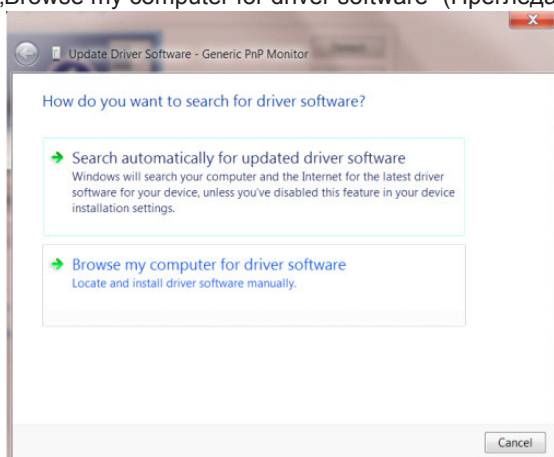 „Browse my computer for driver software“ (Преглед
Update Driver Software - Generic PnP Monitor
How do you want to search for driver software?
Search automatically for updated driver software
Windows will search your computer and the Internet for the latest driver
software for your device, unless you've disabled this feature in your device
installation settings.
Browse my computer for driver software
Locate and install driver software manually.
Cancel